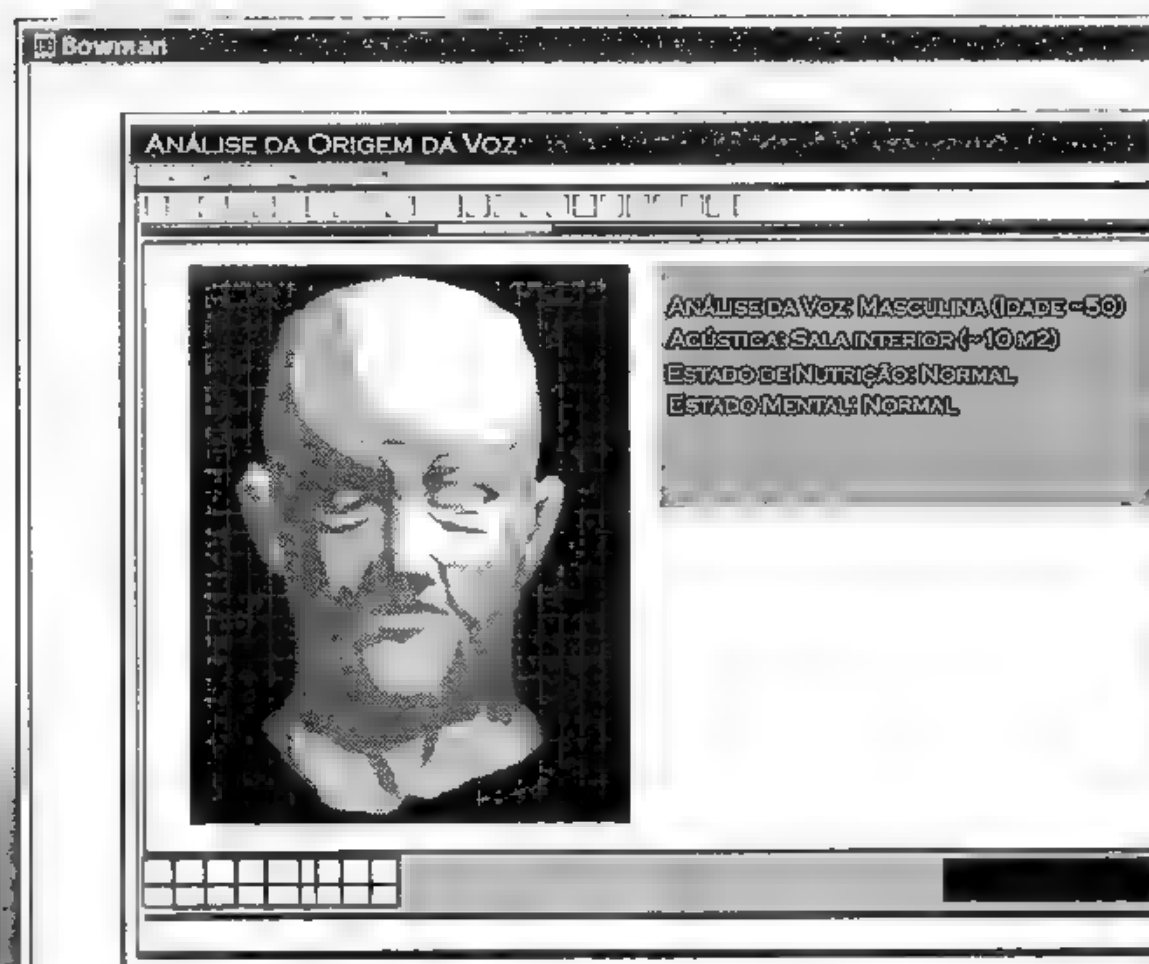 Bowman
ANÁLISE DA ORIGEM DA VOZ
ANÁLISE DA VOZ: MASCULINA (IDADE ~50)
ACÚSTICA: SALA INTERIOR (~10 M2)
ESTADO DE NUTRIÇÃO: NORMAL
ESTADO MENTAL: NORMAL